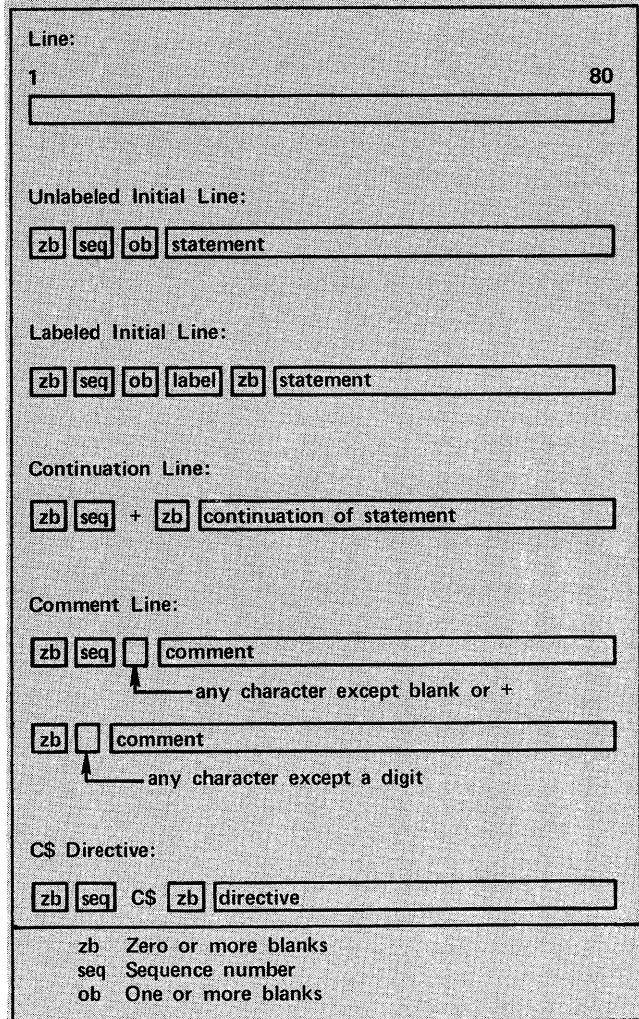 Line:
1 80
Unlabeled Initial Line:
zb seq ob statement
Labeled Initial Line:
zb seq ob label zb statement
Continuation Line:
zb seq + zb continuation of statement
Comment Line:
zb seq comment
any character except blank or +
zb comment
any character except a digit
C$ Directive:
zb seq C$ zb directive
zb Zero or more blanks
seq Sequence number
ob One or more blanks